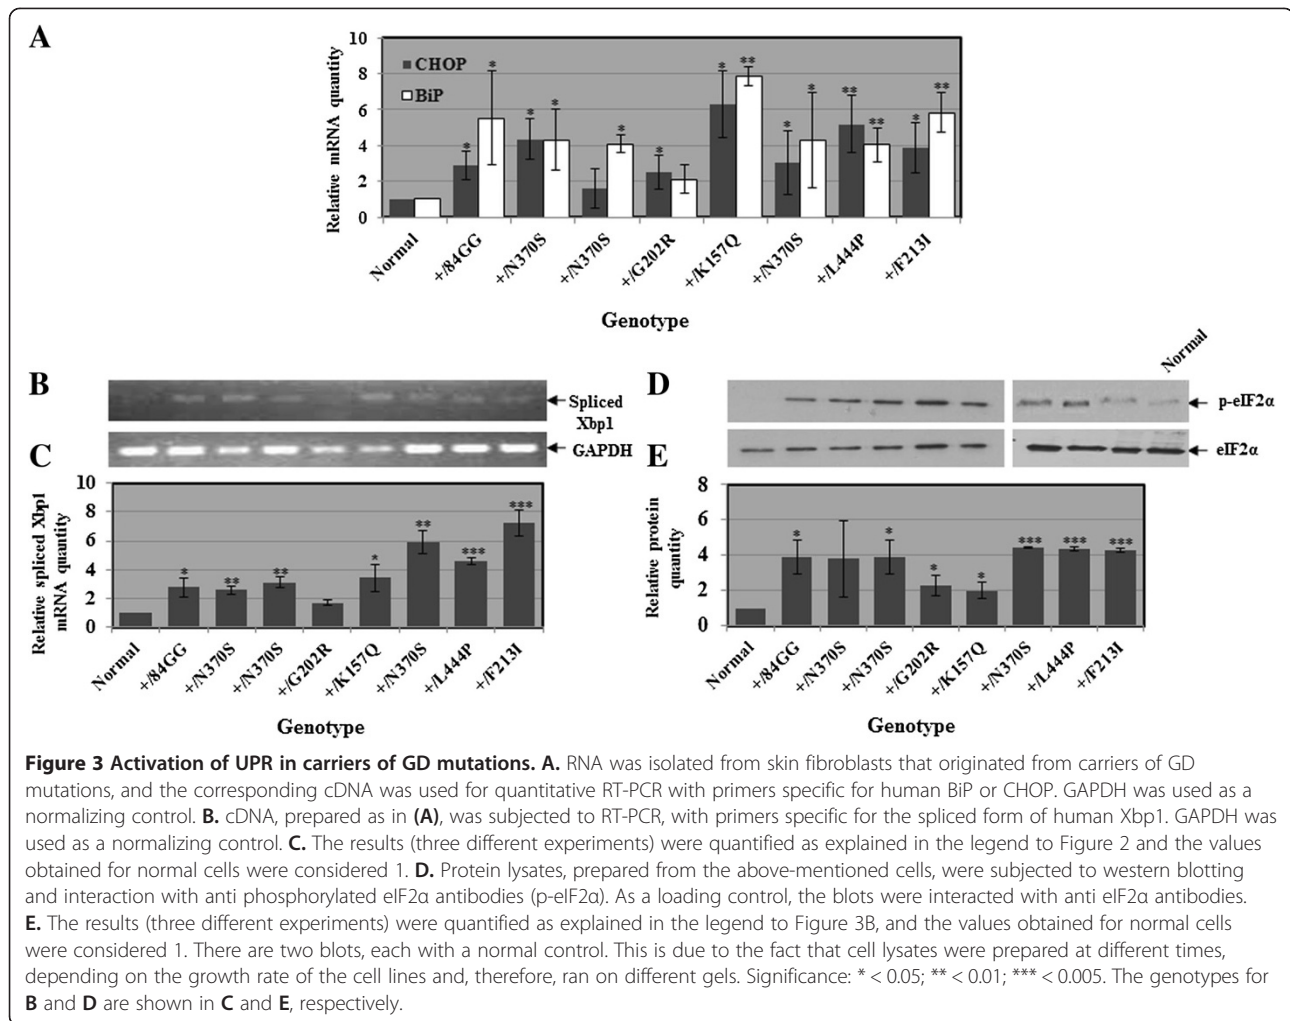 A
10
8
6
4
2
0
Relative mRNA quantity
CHOP
BiP
* * * * * * * ** * * ** ** * **
Normal +/84GG +/N370S +/N370S +/G202R +/K157Q +/N370S +/L444P +/F213I
Genotype
B
Spliced Xbp1
GAPDH
C
10
8
6
4
2
0
Relative spliced Xbp1 mRNA quantity
* ** ** * ** *** ***
Normal +/84GG +/N370S +/N370S +/G202R +/K157Q +/N370S +/L444P +/F213I
Genotype
D
Normal
p-eIF2α
eIF2α
E
8
6
4
2
0
Relative protein quantity
* * * * *** *** ***
Normal +/84GG +/N370S +/N370S +/G202R +/K157Q +/N370S +/L444P +/F213I
Genotype
Figure 3 Activation of UPR in carriers of GD mutations. A. RNA was isolated from skin fibroblasts that originated from carriers of GD
mutations, and the corresponding cDNA was used for quantitative RT-PCR with primers specific for human BiP or CHOP. GAPDH was used as a
normalizing control. B. cDNA, prepared as in (A), was subjected to RT-PCR, with primers specific for the spliced form of human Xbp1. GAPDH was
used as a normalizing control. C. The results (three different experiments) were quantified as explained in the legend to Figure 2 and the values
obtained for normal cells were considered 1. D. Protein lysates, prepared from the above-mentioned cells, were subjected to western blotting
and interaction with anti phosphorylated eIF2α antibodies (p-eIF2α). As a loading control, the blots were interacted with anti eIF2α antibodies.
E. The results (three different experiments) were quantified as explained in the legend to Figure 3B, and the values obtained for normal cells
were considered 1. There are two blots, each with a normal control. This is due to the fact that cell lysates were prepared at different times,
depending on the growth rate of the cell lines and, therefore, ran on different gels. Significance: * < 0.05; ** < 0.01; *** < 0.005. The genotypes for
B and D are shown in C and E, respectively.